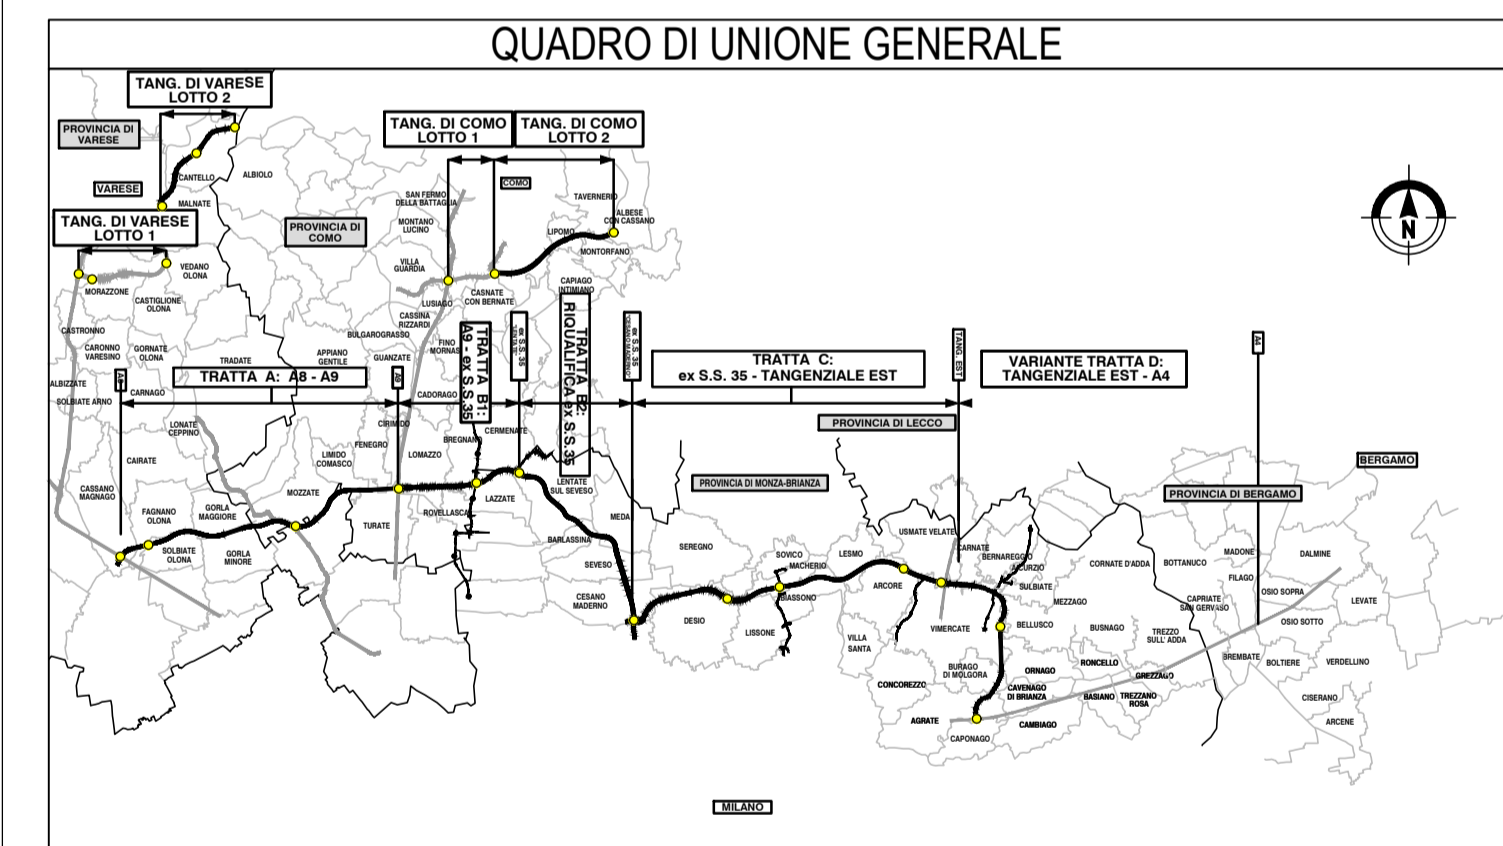 QUADRO DI UNIONE GENERALE
TANG. DI VARESE
LOTTO 2
PROVINCIA DI
VARESE
VARESE
CANTELLO
ALBIOLO
MALNATE
TANG. DI VARESE
LOTTO 1
PROVINCIA DI
COMO
TANG. DI COMO
LOTTO 1
TANG. DI COMO
LOTTO 2
COMO
SAN FERMO
DELLA BATTAGLIA
TAVERNERIO
ALBESE
CON CASSANO
MONTANO
LUCINO
LIPOMO
MONTORFANO
N
VEDANO
OLONA
MORAZZONE
CASTIGLIONE
OLONA
VILLA
GUARDIA
LUSIAGO
CASNATE
CON BERNATE
CAPIAGO
INTIMIANO
CASSINA
RIZZARDI
CASTRONNO
BULGAROGRASSO
FINO
MORNAS
CARONNO
VARESINO
GORNATE
OLONA
TRADATE
APPIANO
GENTILE
GUANZATE
TRATTA B1:
A9 - ex S.S.35
ex S.S. 35
TRATTA B2:
RIQUALIFICA ex S.S.35
ex S.S. 35
"CESANO MADERNO"
TRATTA C:
ex S.S. 35 - TANGENZIALE EST
TANG. EST
VARIANTE TRATTA D:
TANGENZIALE EST - A4
A4
ALBIZZATE
A8
TRATTA A: A8 - A9
A9
SOLBIATE ARNO
CARNAGO
CADORAGO
LONATE
CEPPINO
CIRIMIDO
FENEGRO
BREGNANO
CERMENATE
PROVINCIA DI LECCO
CAIRATE
LIMIDO
COMASCO
LOMAZZO
BERGAMO
CASSANO
MAGNAGO
MOZZATE
LAZZATE
LENTATE
SUL SEVESO
PROVINCIA DI MONZA-BRIANZA
PROVINCIA DI BERGAMO
FAGNANO
OLONA
GORLA
MAGGIORE
TURATE
ROVELLASCA
MEDA
USMATE VELATE
BARLASSINA
SEREGNO
SOVICO
MACHERIO
LESMO
CARNATE
BERNAREGGIO
SOLBIATE
OLONA
GORLA
MINORE
SEVESO
AICURZIO
CORNATE D'ADDA
BOTTANUCO
MADONE
DALMINE
FILAGO
ARCORE
SULBIATE
CESANO
MADERNO
BIASSONO
MEZZAGO
CAPRIATE
SAN GERVASO
OSIO SOPRA
LEVATE
DESIO
LISSONE
VIMERCATE
BELLUSCO
BUSNAGO
TREZZO
SULL' ADDA
OSIO SOTTO
VILLA
SANTA
BURAGO
DI MOLGORA
ORNAGO
RONCELLO
GREZZAGO
BREMBATE
BOLTIERE
VERDELLINO
CONCOREZZO
CAVENAGO
DI BRIANZA
BASIANO
TREZZANO
ROSA
CISERANO
AGRATE
CAMBIAGO
ARCENE
CAPONAGO
MILANO